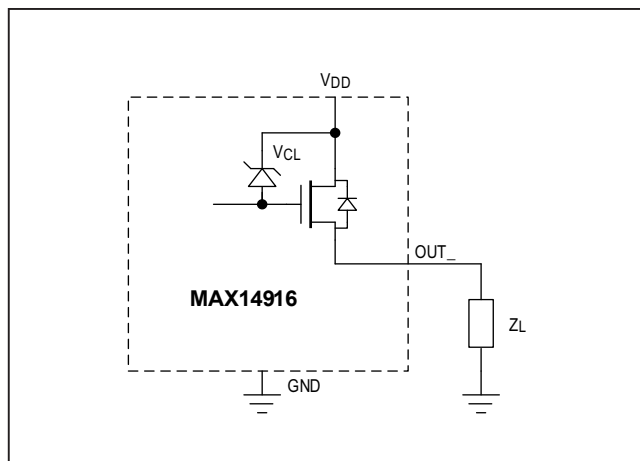 VDD
VCL
OUT_
MAX14916
ZL
GND